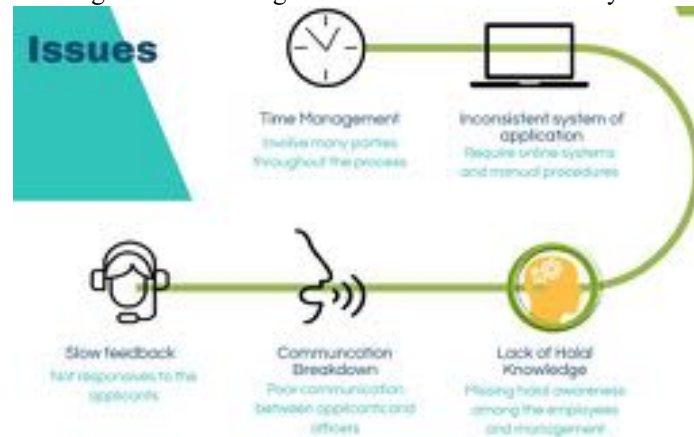 Issues
Time Management
Involve many parties
throughout the process
Inconsistent system of
application
Require online systems
and manual procedures
Lack of Halal
Knowledge
Missing halal awareness
among the employees
and management
Communcation
Breakdown
Poor communication
between applicants and
officers
Slow feedback
Not responsives to the
applicants